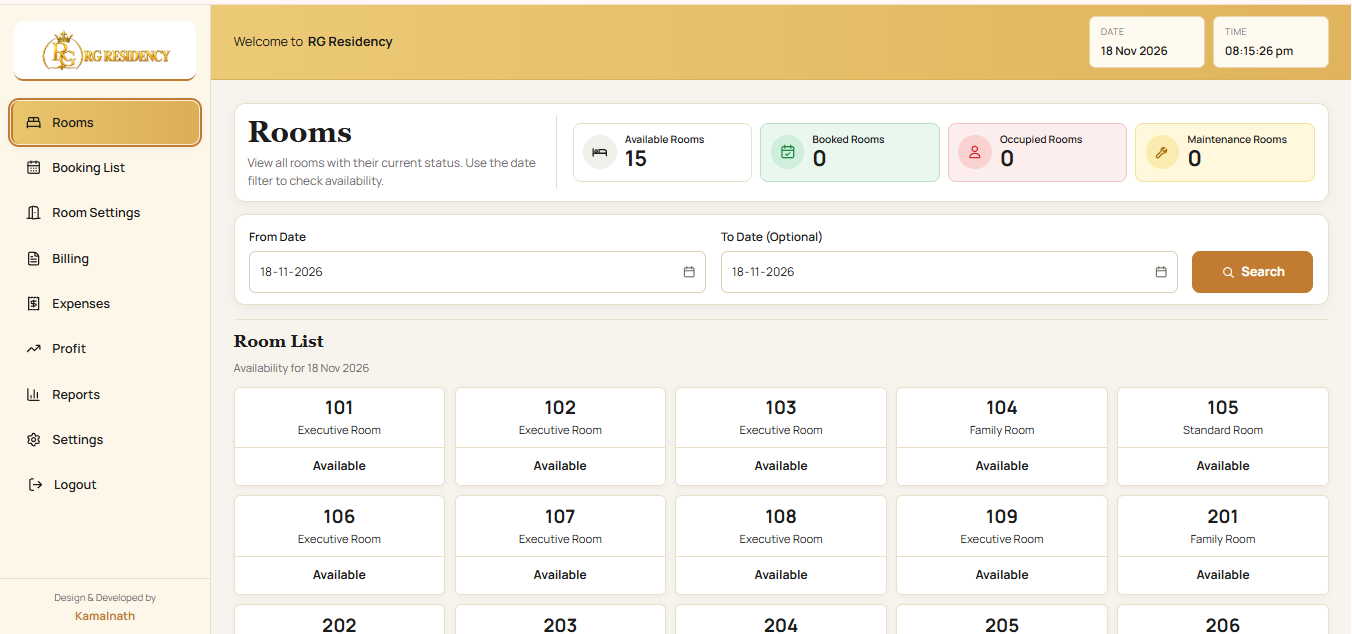 RG RESIDENCY
Welcome to RG Residency
DATE
18 Nov 2026
TIME
08:15:26 pm
Rooms
Booking List
Room Settings
Billing
Expenses
Profit
Reports
Settings
Logout
Design & Developed by
Kamalnath
Rooms
View all rooms with their current status. Use the date
filter to check availability.
Available Rooms
15
Booked Rooms
0
Occupied Rooms
0
Maintenance Rooms
0
From Date
18-11-2026
To Date (Optional)
18-11-2026
Search
Room List
Availability for 18 Nov 2026
101
Executive Room
Available
102
Executive Room
Available
103
Executive Room
Available
104
Family Room
Available
105
Standard Room
Available
106
Executive Room
Available
107
Executive Room
Available
108
Executive Room
Available
109
Executive Room
Available
201
Family Room
Available
202
203
204
205
206